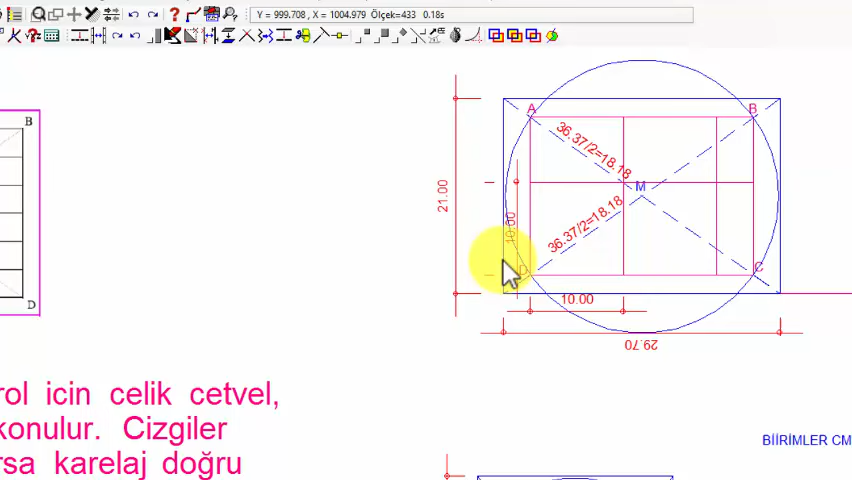 Y = 999.708 , X = 1004.979 Ölçek=433 0.18s
A
B
B
36.37/2=18.18
M
21.00
36.37/2=18.18
10.00
D
C
D
10.00
29.70
rol icin celik cetvel,
konulur. Cizgiler
BİİRİMLER CM
rsa karelaj doğru